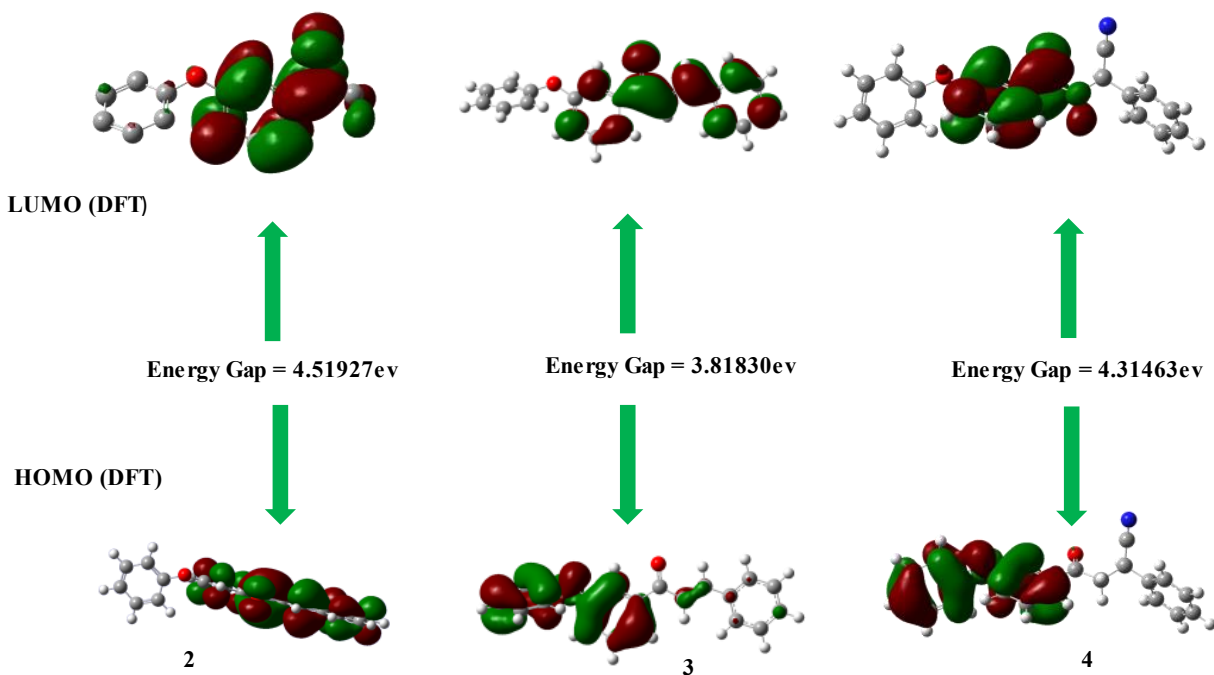 LUMO (DFT)
Energy Gap = 4.51927ev
Energy Gap = 3.81830ev
Energy Gap = 4.31463ev
HOMO (DFT)
2
3
4